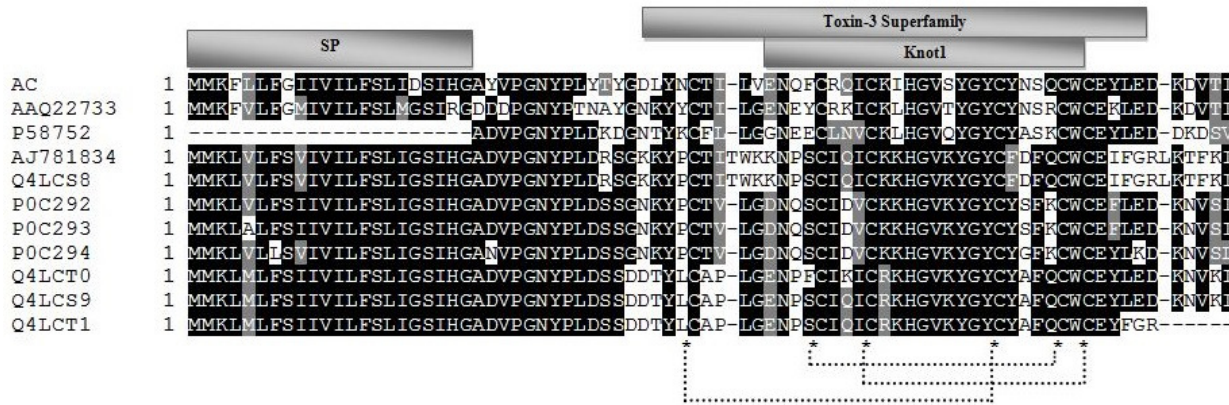 Toxin-3 Superfamily
SP
Knot1
AC 1 MMKFLLFGIIVILFSLIDSIHGAYVPGNYPLYTYGDLYNCTI-LVENQFCRQICKIHGVSYGYCYNSQCWCEYLED-KDVTI
AAQ22733 1 MMKFVLFGMIVILFSLMGSIRGDDDPGNYPTNAYGNKYYCTI-LGENEYCRKICKLHGVTYGYCYNSRCWCEKLED-KDVTI
P58752 1 -----------------------ADVPGNYPLDKDGNTYKCFL-LGGNEECLNVCKLHGVQYGYCYASKCWCEYLED-DKDSV
AJ781834 1 MMKLVLFSVIVILFSLIGSIHGADVPGNYPLDRSGKKYPCTITWKKNPSCIQICKKHGVKYGYCFDFQCWCEIFGRLKTFKI
Q4LCS8 1 MMKLVLFSVIVILFSLIGSIHGADVPGNYPLDRSGKKYPCTITWKKNPSCIQICKKHGVKYGYCFDFQCWCEIFGRLKTFKI
P0C292 1 MMKLVLFSIIVILFSLIGSIHGADVPGNYPLDSSGNKYPCTV-LGDNQSCIDVCKKHGVKYGYCYSFKCWCEFLED-KNVSI
P0C293 1 MMKLALFSIIVILFSLIGSIHGADVPGNYPLDSSGNKYPCTV-LGDNQSCIDVCKKHGVKYGYCYSFKCWCEFLED-KNVSI
P0C294 1 MMKLVLLSVIVILFSLIGSIHGANVPGNYPLDSSGNKYPCTV-LGDNQSCIDVCKKHGVKYGYCYGFKCWCEYLKD-KNVSI
Q4LCT0 1 MMKLMLFSIIVILFSLIGSIHGADVPGNYPLDSSDDTYLCAP-LGENPFCIKICRKHGVKYGYCYAFQCWCEYLED-KNVKI
Q4LCS9 1 MMKLMLFSIIVILFSLIGSIHGADVPGNYPLDSSDDTYLCAP-LGENPSCIQICRKHGVKYGYCYAFQCWCEYLED-KNVKI
Q4LCT1 1 MMKLMLFSIIVILFSLIGSIHGADVPGNYPLDSSDDTYLCAP-LGENPSCIQICRKHGVKYGYCYAFQCWCEYFGR------
* * * * * *